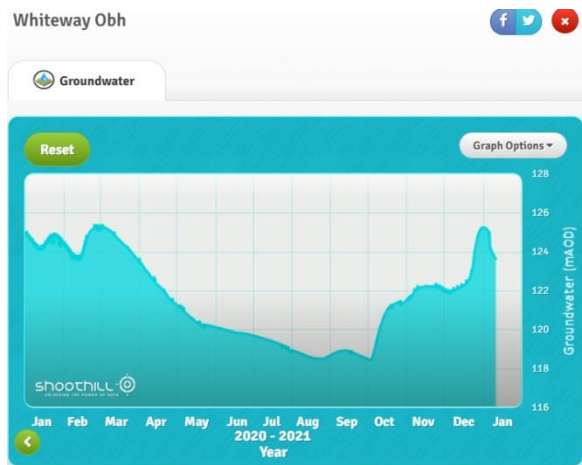 Whiteway Obh
Groundwater
Reset
Graph Options
128
126
124
122
120
118
116
Groundwater (mAOD)
shoothill
Jan Feb Mar Apr May Jun Jul Aug Sep Oct Nov Dec Jan
2020 - 2021
Year